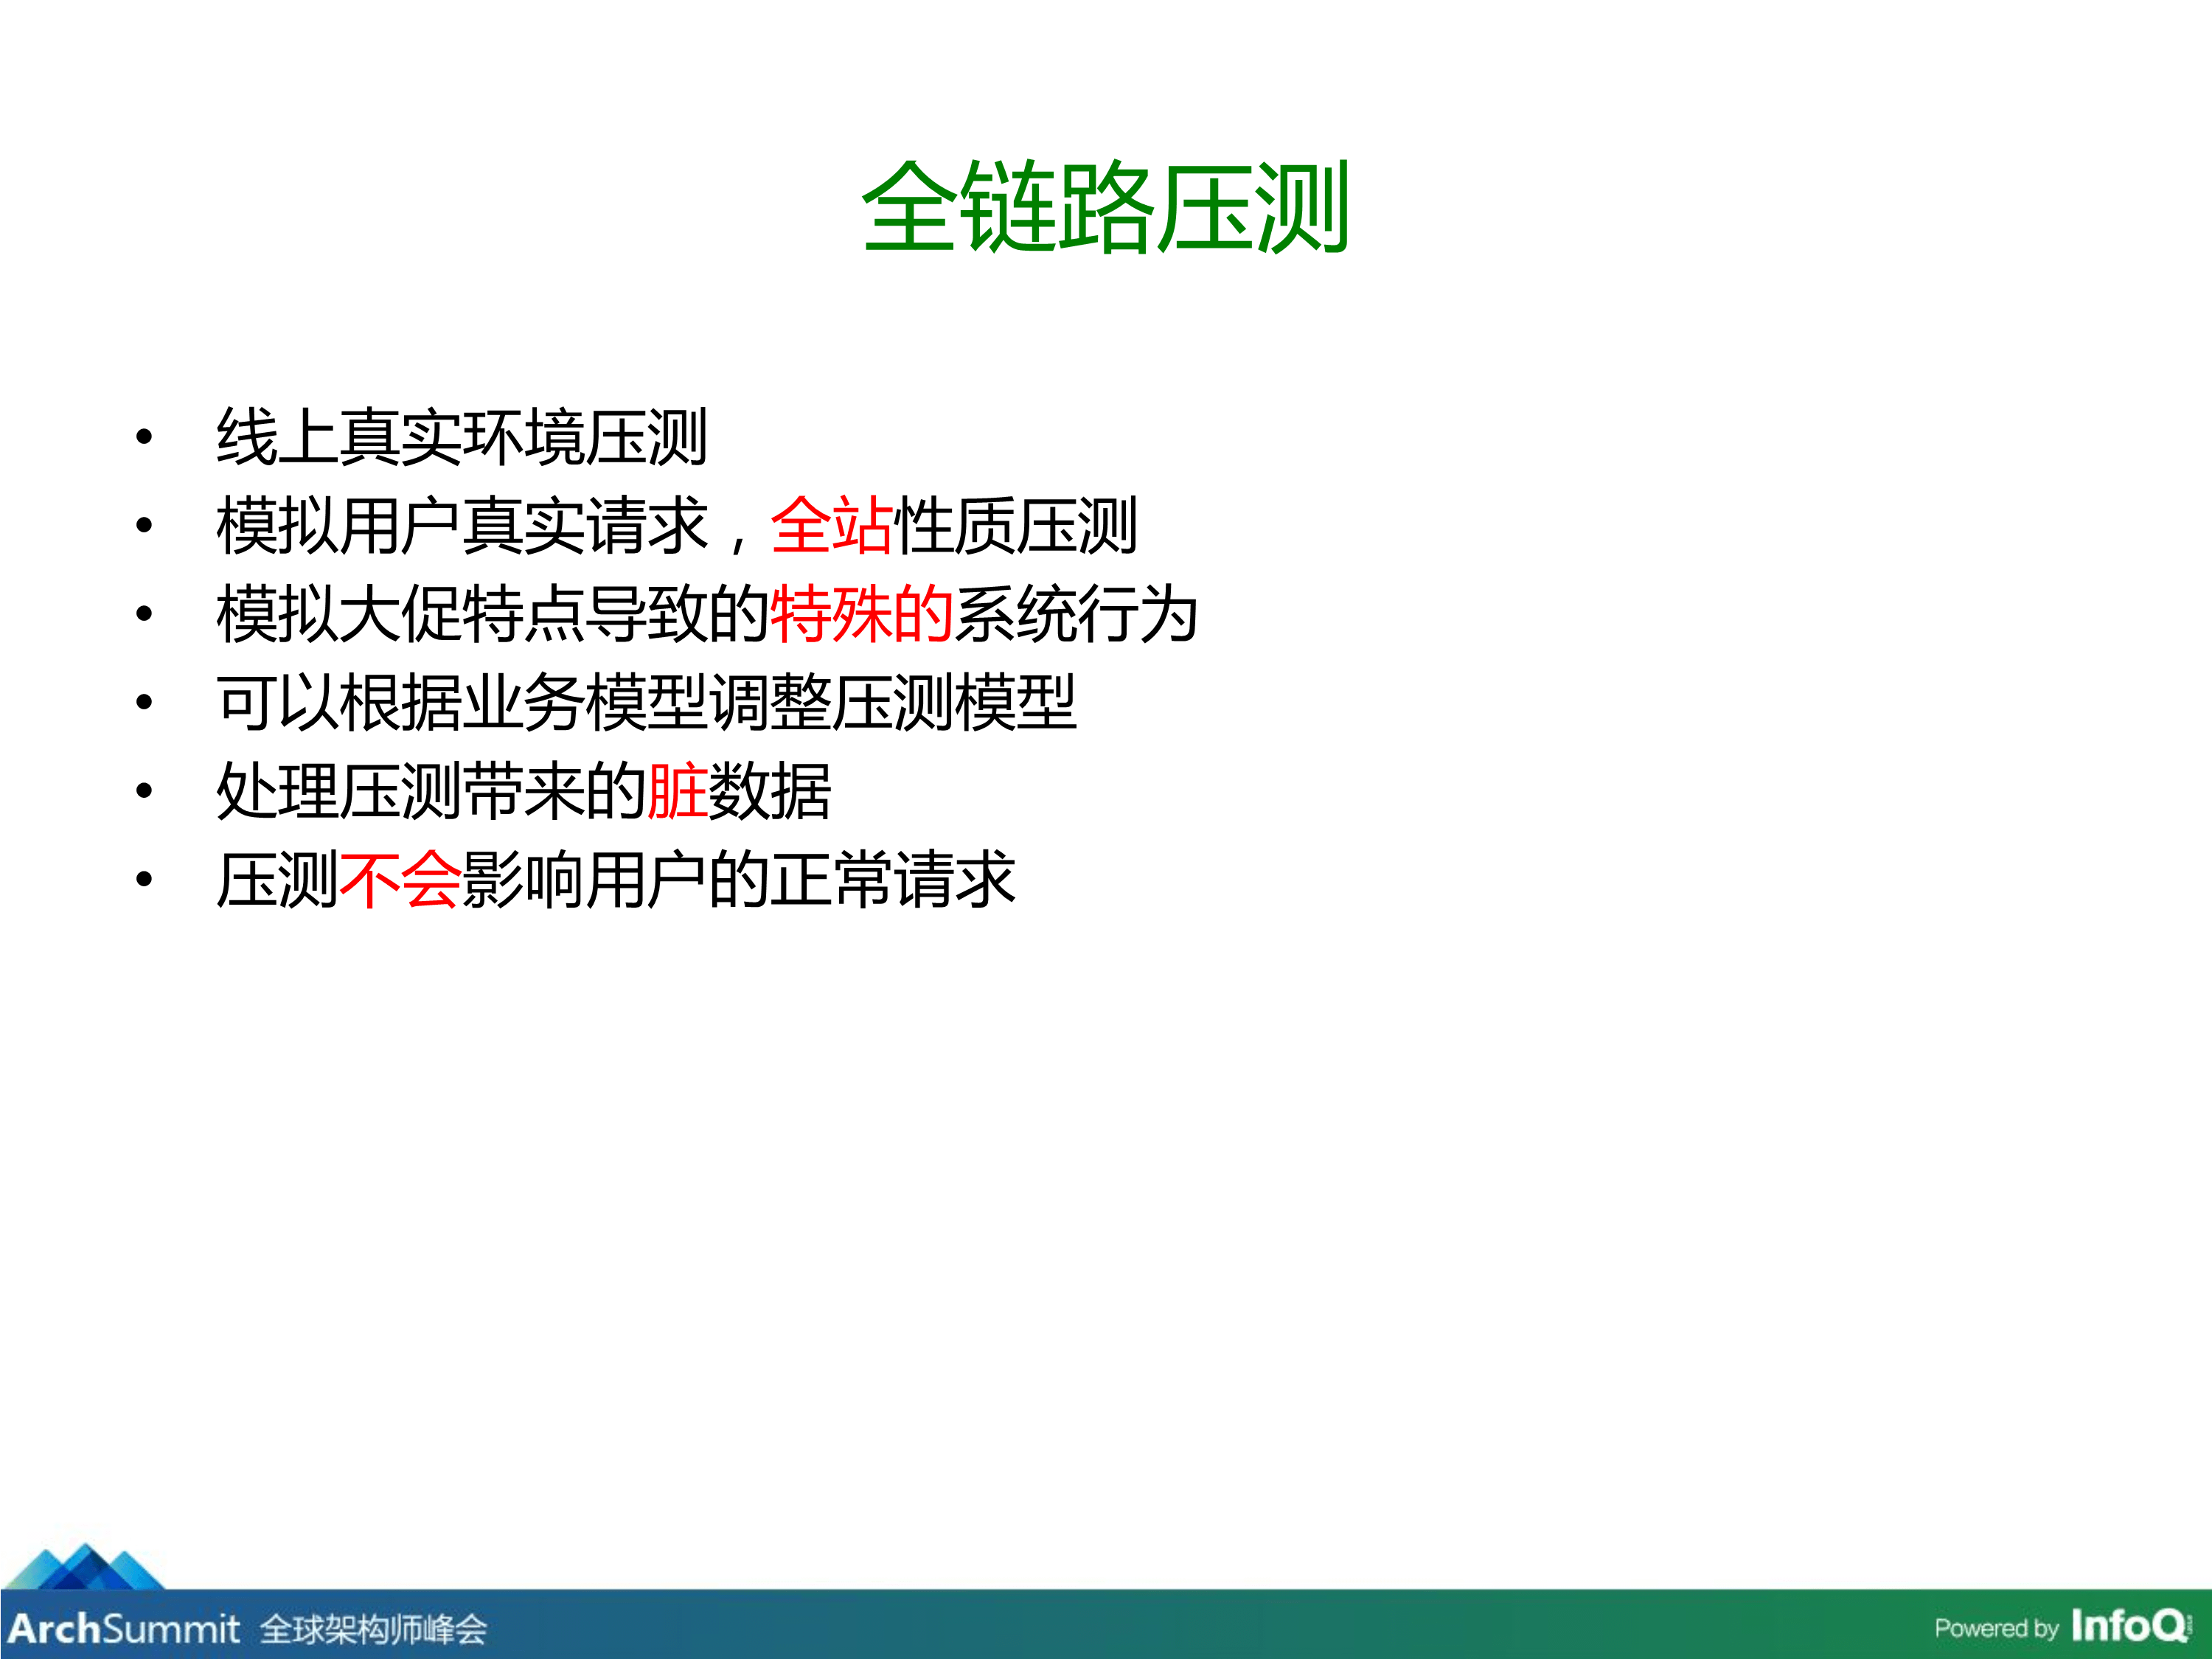 全链路压测
• 线上真实环境压测
• 模拟用户真实请求，全站性质压测
• 模拟大促特点导致的特殊的系统行为
• 可以根据业务模型调整压测模型
• 处理压测带来的脏数据
• 压测不会影响用户的正常请求
ArchSummit 全球架构师峰会
Powered by InfoQ